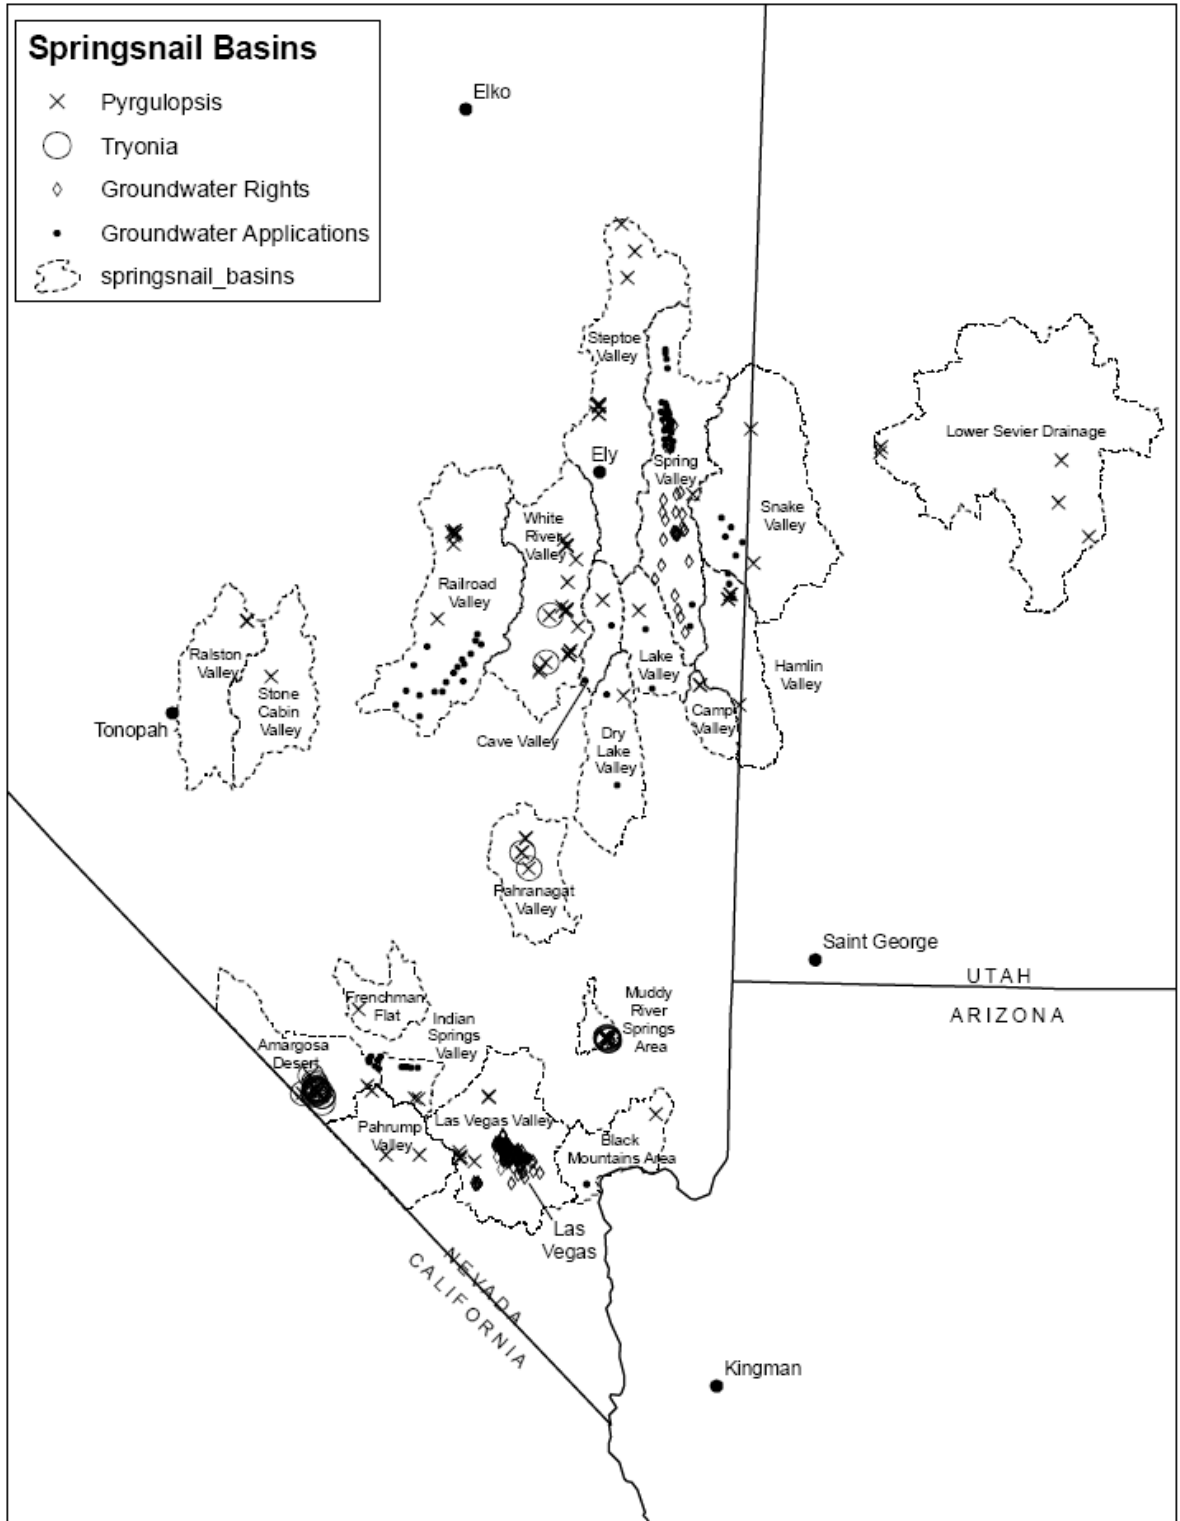 Springsnail Basins
Pyrgulopsis
Tryonia
Groundwater Rights
Groundwater Applications
springsnail_basins
Elko
Steptoe
Valley
Lower Sevier Drainage
Ely
Spring
Valley
Snake
Valley
White
River
Valley
Railroad
Valley
Ralston
Valley
Stone
Cabin
Valley
Lake
Valley
Hamlin
Valley
Camp
Valley
Tonopah
Cave Valley
Dry
Lake
Valley
Pahranagat
Valley
Saint George
UTAH
ARIZONA
Frenchman
Flat
Indian
Springs
Valley
Muddy
River
Springs
Area
Amargosa
Desert
Las Vegas Valley
Pahrump
Valley
Black
Mountains Area
Las
Vegas
NEVADA
CALIFORNIA
Kingman